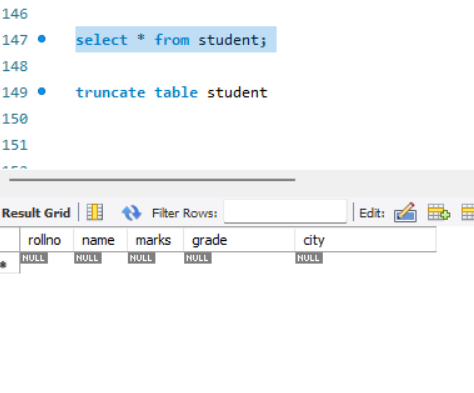 146
147 select * from student;
148
149 truncate table student
150
151
Result Grid Filter Rows: Edit:
rollno name marks grade city
* NULL NULL NULL NULL NULL